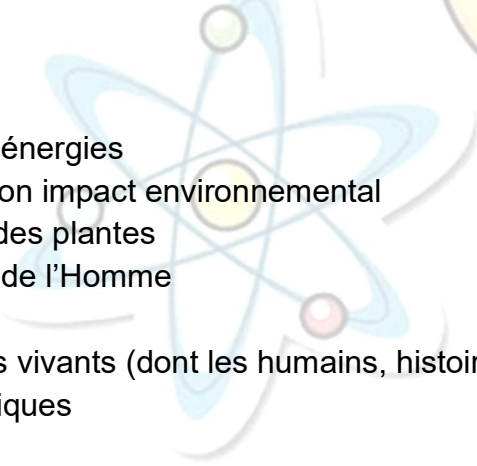 énergies
on impact environnemental
des plantes
de l’Homme
s vivants (dont les humains, histoir
iques